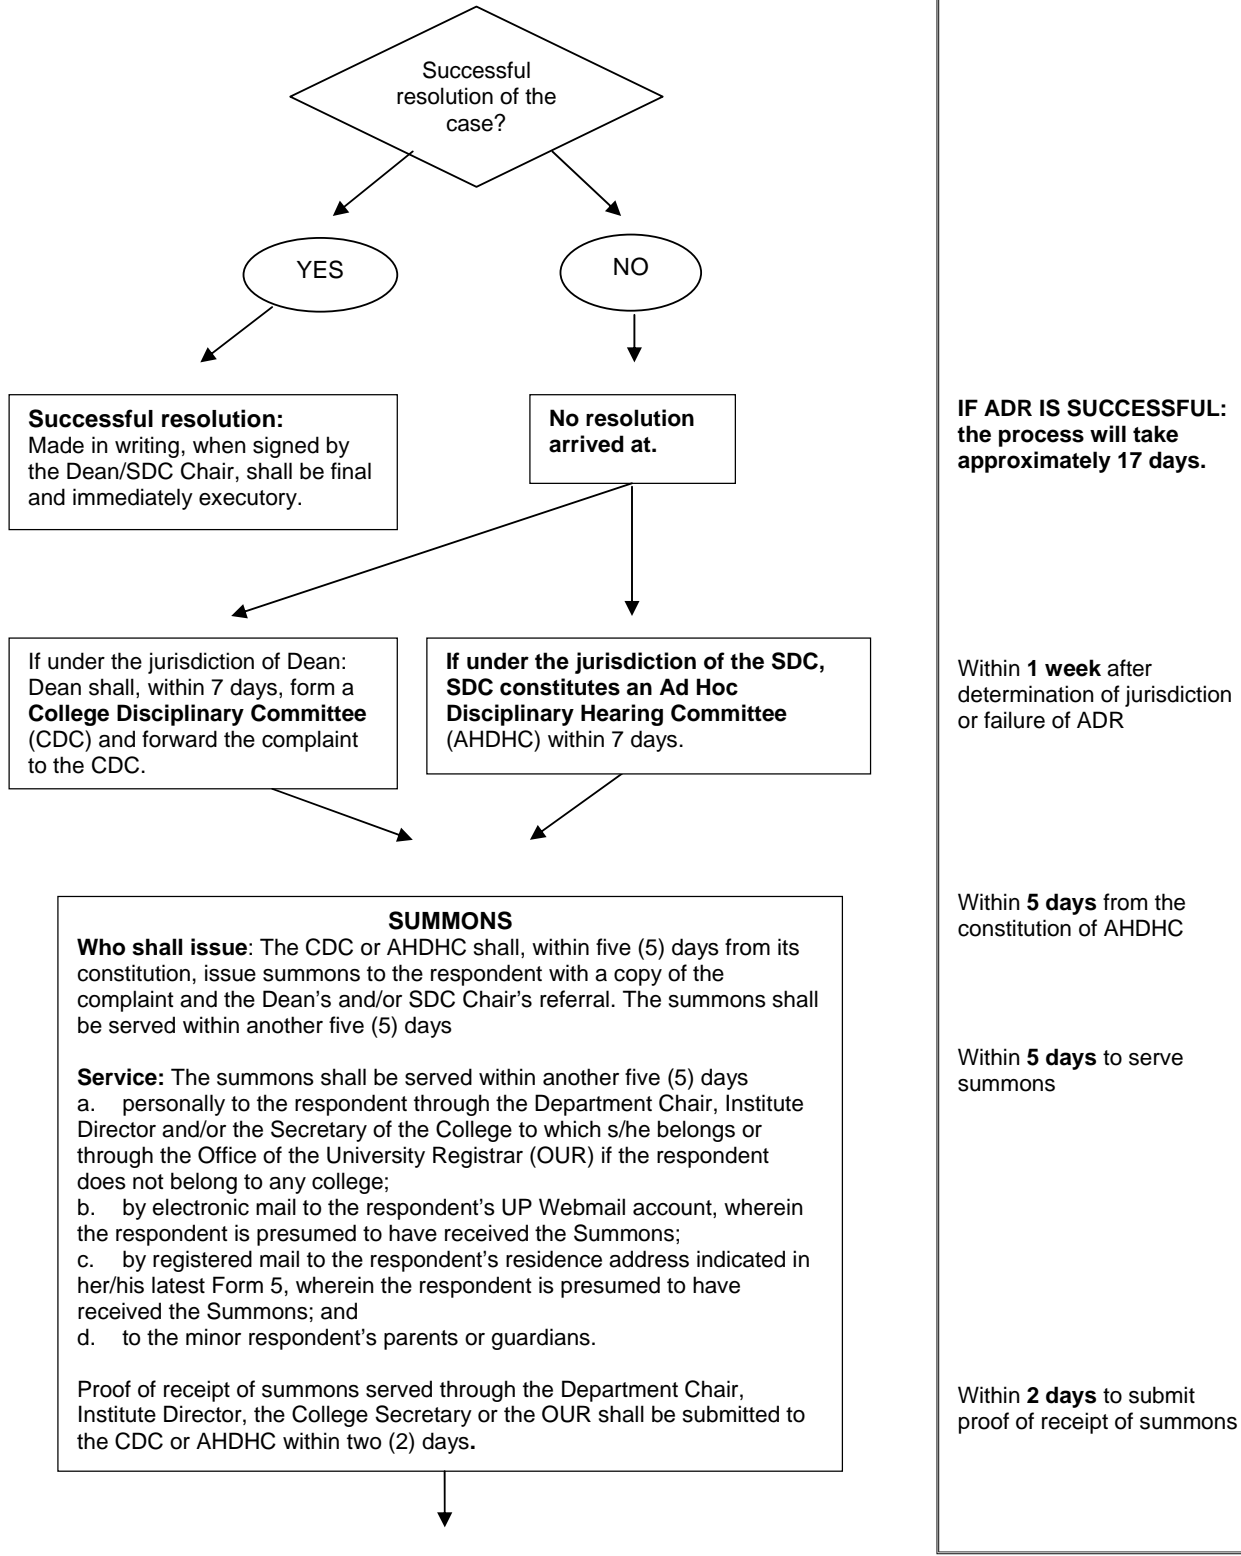 Successful
resolution of the
case?
YES
NO
Successful resolution:
Made in writing, when signed by
the Dean/SDC Chair, shall be final
and immediately executory.
No resolution
arrived at.
IF ADR IS SUCCESSFUL:
the process will take
approximately 17 days.
If under the jurisdiction of Dean:
Dean shall, within 7 days, form a
College Disciplinary Committee
(CDC) and forward the complaint
to the CDC.
If under the jurisdiction of the SDC,
SDC constitutes an Ad Hoc
Disciplinary Hearing Committee
(AHDHC) within 7 days.
Within 1 week after
determination of jurisdiction
or failure of ADR
SUMMONS
Who shall issue: The CDC or AHDHC shall, within five (5) days from its
constitution, issue summons to the respondent with a copy of the
complaint and the Dean's and/or SDC Chair's referral. The summons shall
be served within another five (5) days
Within 5 days from the
constitution of AHDHC
Service: The summons shall be served within another five (5) days
a. personally to the respondent through the Department Chair, Institute
Director and/or the Secretary of the College to which s/he belongs or
through the Office of the University Registrar (OUR) if the respondent
does not belong to any college;
b. by electronic mail to the respondent's UP Webmail account, wherein
the respondent is presumed to have received the Summons;
c. by registered mail to the respondent's residence address indicated in
her/his latest Form 5, wherein the respondent is presumed to have
received the Summons; and
d. to the minor respondent's parents or guardians.
Within 5 days to serve
summons
Proof of receipt of summons served through the Department Chair,
Institute Director, the College Secretary or the OUR shall be submitted to
the CDC or AHDHC within two (2) days.
Within 2 days to submit
proof of receipt of summons